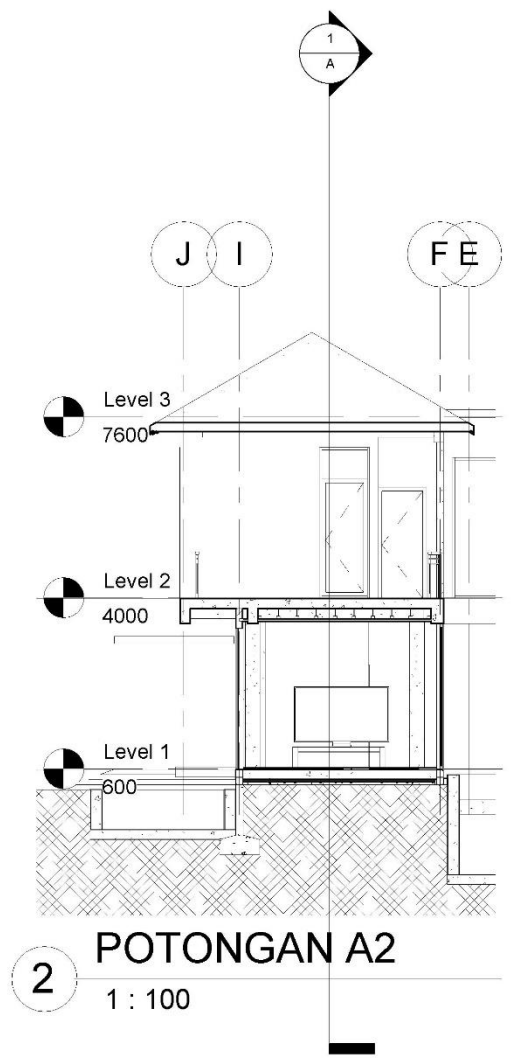 1
A
J I F E
Level 3
7600
Level 2
4000
Level 1
600
POTONGAN A2
2
1 : 100